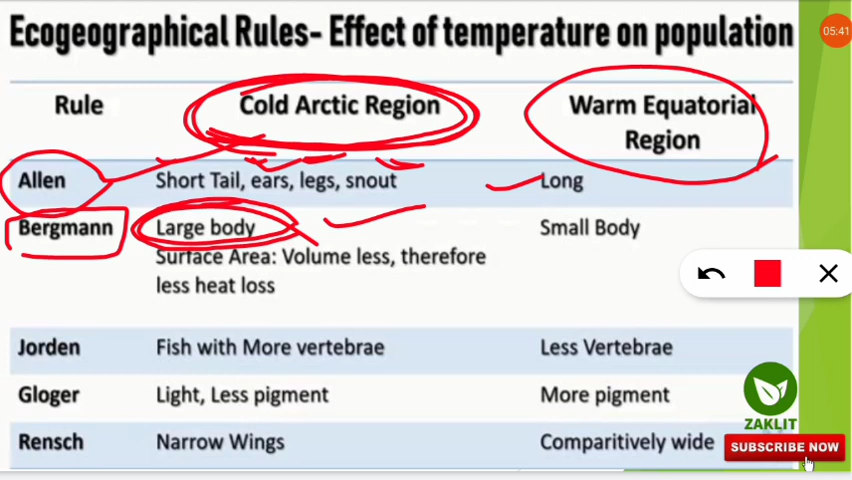 Ecogeographical Rules- Effect of temperature on population
05:41
Rule Cold Arctic Region Warm Equatorial Region
Allen Short Tail, ears, legs, snout Long
Bergmann Large body Small Body
Surface Area: Volume less, therefore
less heat loss
Jorden Fish with More vertebrae Less Vertebrae
Gloger Light, Less pigment More pigment
Rensch Narrow Wings Comparitively wide
ZAKLIT
SUBSCRIBE NOW